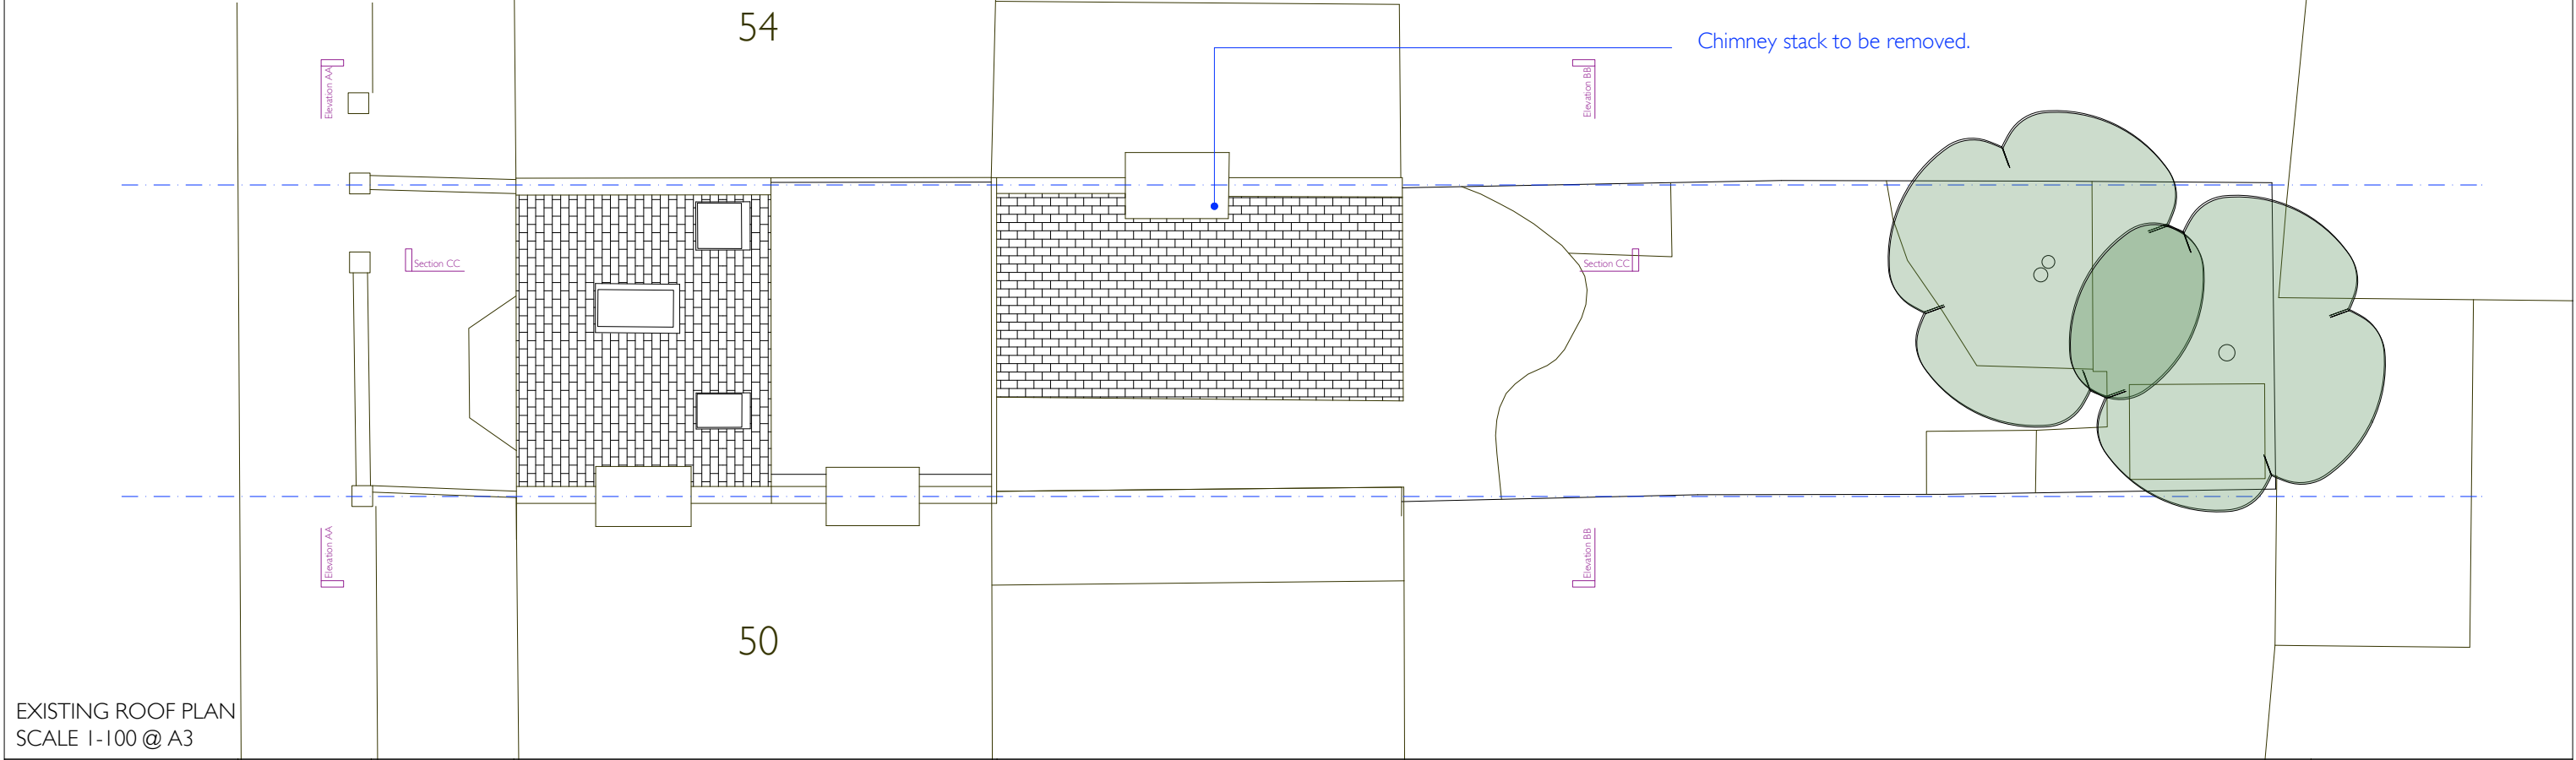 54
Chimney stack to be removed.
Elevation AA
Elevation BB
Section CC
Section CC
Elevation AA
Elevation BB
50
EXISTING ROOF PLAN
SCALE 1-100 @ A3